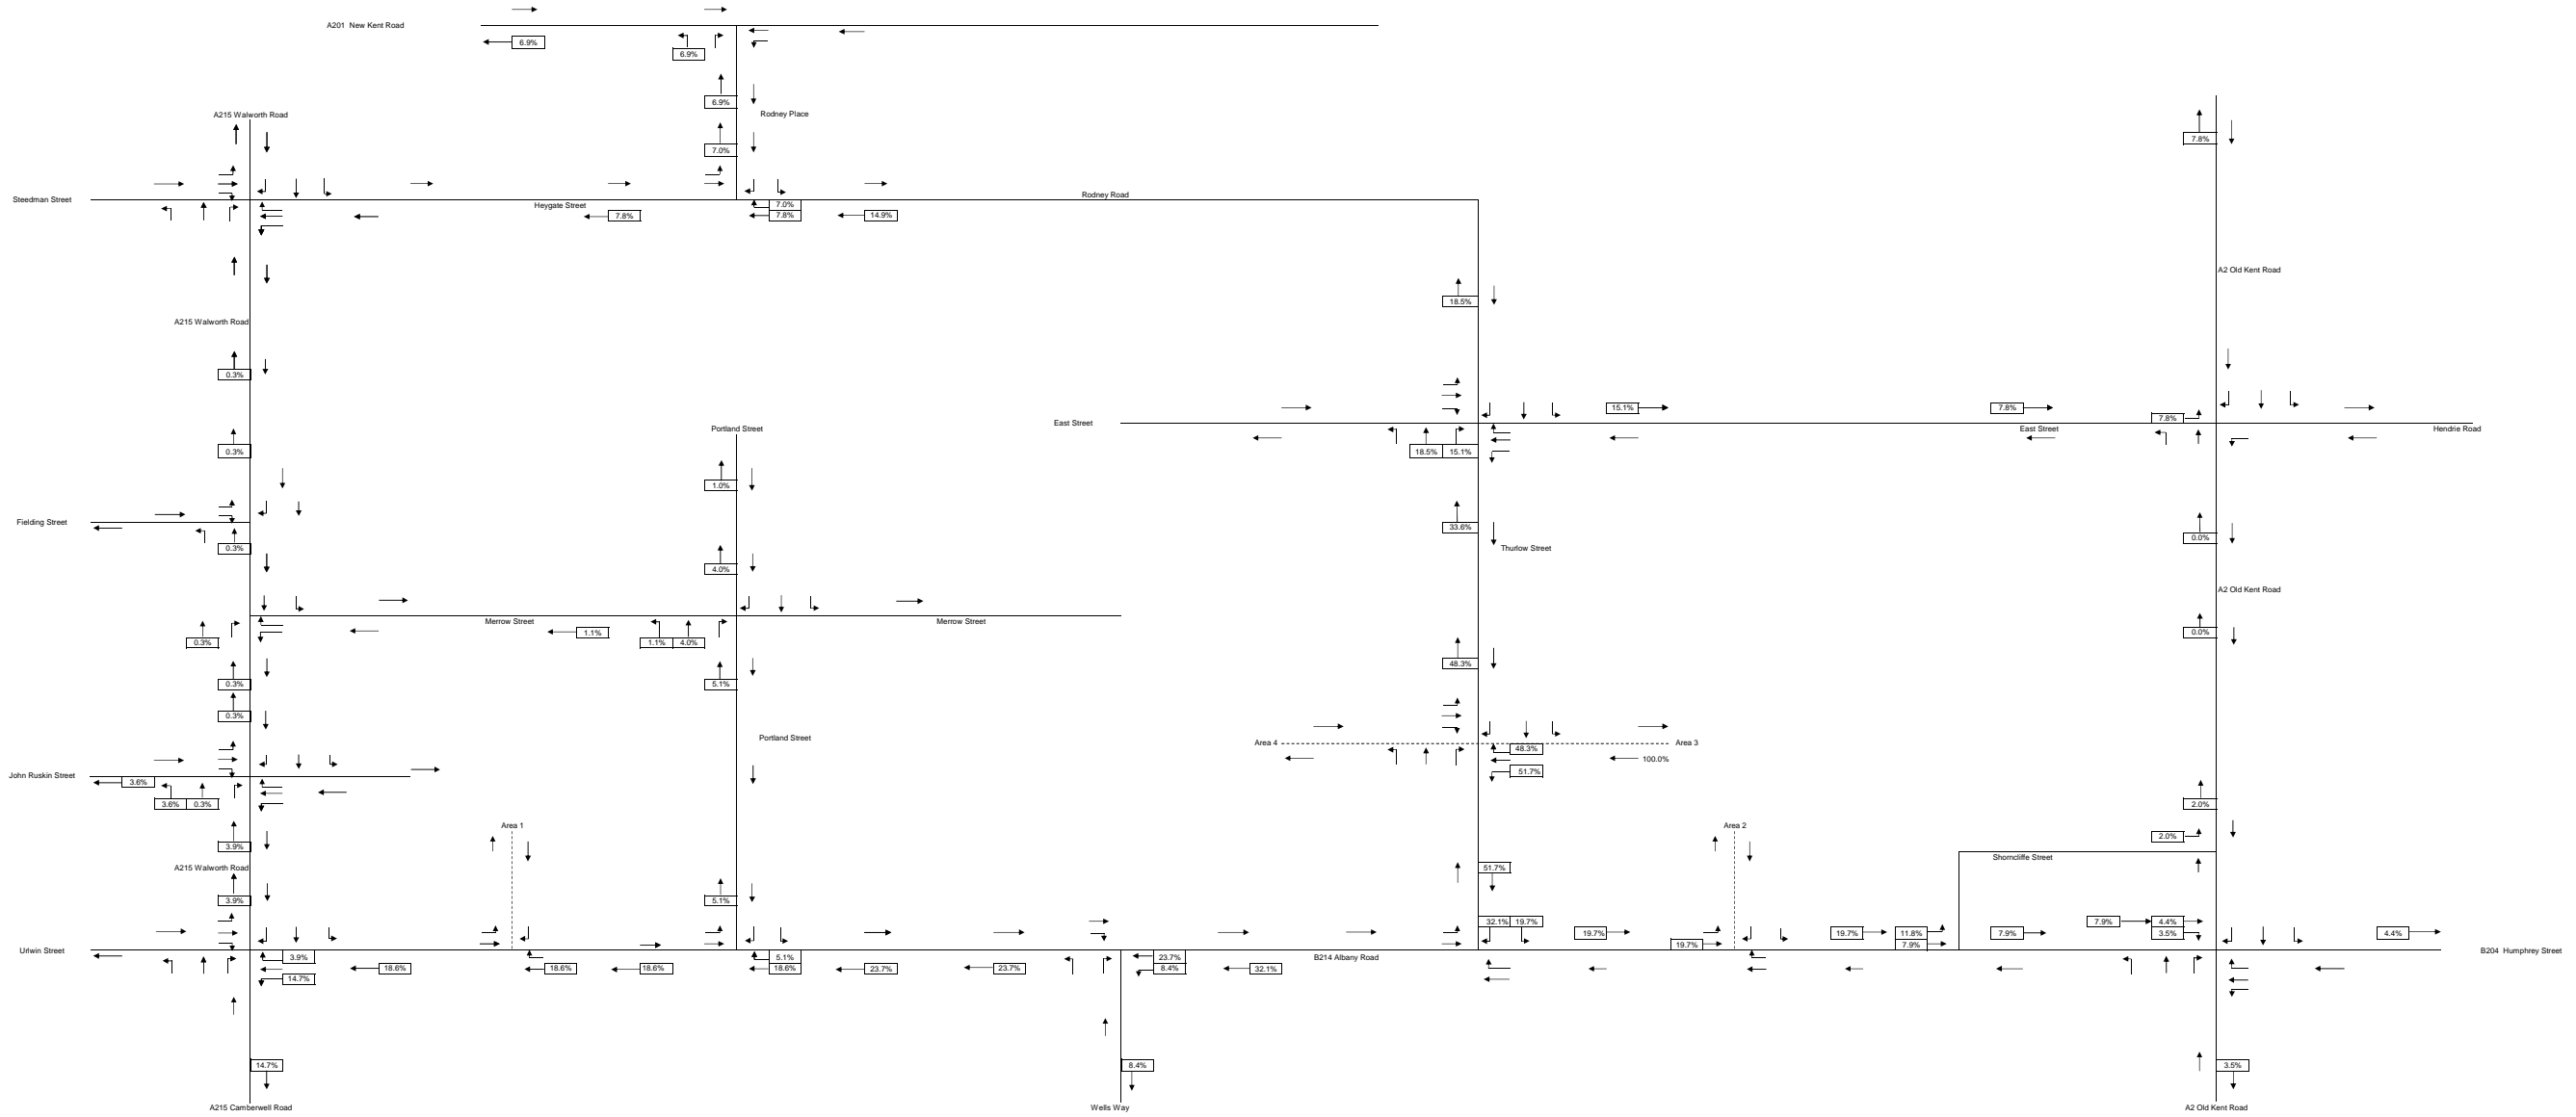 A201 New Kent Road
6.9%
6.9%
6.9%
A215 Walworth Road
Rodney Place
7.8%
7.0%
Steedman Street
Rodney Road
Heygate Street
7.0%
7.8%
7.8%
14.9%
A2 Old Kent Road
18.5%
A215 Walworth Road
0.3%
15.1%
7.8%
7.8%
East Street
Portland Street
East Street
Hendrie Road
0.3%
18.5%
15.1%
1.0%
Fielding Street
33.6%
0.0%
0.3%
Thurlow Street
4.0%
A2 Old Kent Road
Merrow Street
Merrow Street
1.1%
0.0%
0.3%
1.1%
4.0%
48.3%
0.3%
5.1%
0.3%
Portland Street
Area 4
Area 3
48.3%
100.0%
51.7%
John Ruskin Street
3.6%
3.6%
0.3%
2.0%
Area 1
Area 2
2.0%
3.9%
Shorncliffe Street
A215 Walworth Road
51.7%
3.9%
5.1%
32.1%
19.7%
7.9%
4.4%
19.7%
19.7%
11.8%
7.9%
3.5%
4.4%
19.7%
7.9%
Urlwin Street
B204 Humphrey Street
3.9%
5.1%
23.7%
B214 Albany Road
18.6%
18.6%
18.6%
18.6%
23.7%
23.7%
8.4%
32.1%
14.7%
14.7%
8.4%
3.5%
A215 Camberwell Road
Wells Way
A2 Old Kent Road